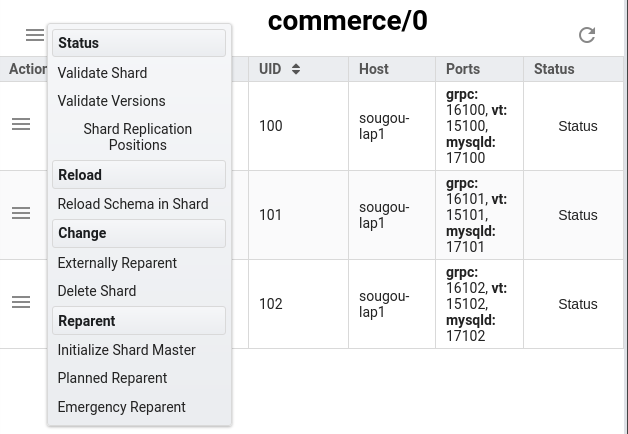 commerce/0
Action
UID
Host
Ports
Status
Status
Validate Shard
Validate Versions
Shard Replication
Positions
Reload
Reload Schema in Shard
Change
Externally Reparent
Delete Shard
Reparent
Initialize Shard Master
Planned Reparent
Emergency Reparent
100
sougou-
lap1
grpc:
16100, vt:
15100,
mysqld:
17100
Status
101
sougou-
lap1
grpc:
16101, vt:
15101,
mysqld:
17101
Status
102
sougou-
lap1
grpc:
16102, vt:
15102,
mysqld:
17102
Status